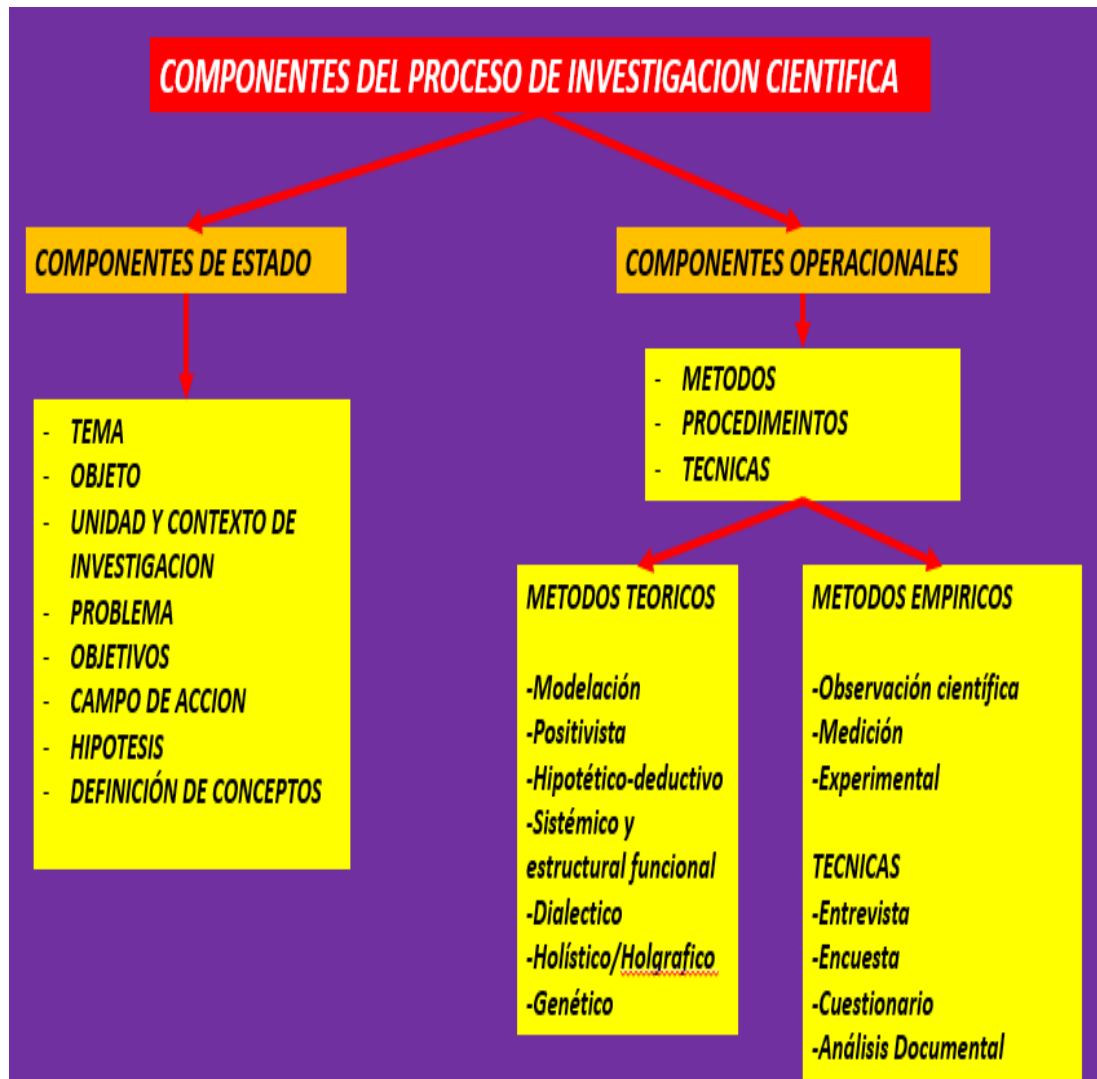 COMPONENTES DEL PROCESO DE INVESTIGACION CIENTIFICA
COMPONENTES DE ESTADO
- TEMA
- OBJETO
- UNIDAD Y CONTEXTO DE
INVESTIGACION
- PROBLEMA
- OBJETIVOS
- CAMPO DE ACCION
- HIPOTESIS
- DEFINICIÓN DE CONCEPTOS
COMPONENTES OPERACIONALES
- METODOS
- PROCEDIMEINTOS
- TECNICAS
METODOS TEORICOS
-Modelación
-Positivista
-Hipotético-deductivo
-Sistémico y
estructural funcional
-Dialectico
-Holístico/Holgrafico
-Genético
METODOS EMPIRICOS
-Observación científica
-Medición
-Experimental
TECNICAS
-Entrevista
-Encuesta
-Cuestionario
-Análisis Documental